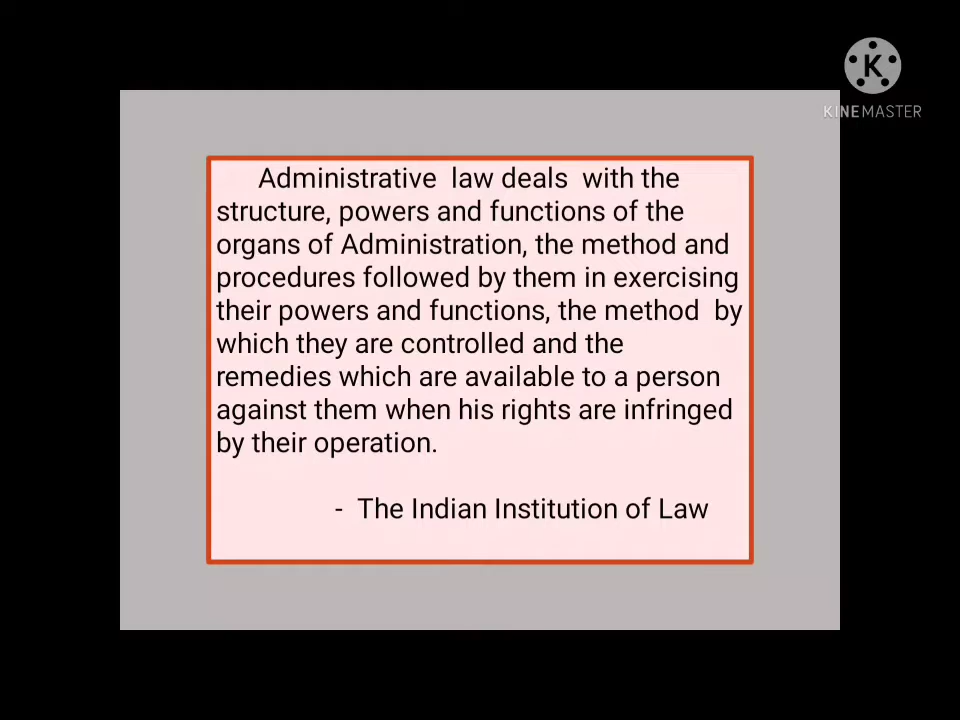 K
KINEMASTER
Administrative law deals with the
structure, powers and functions of the
organs of Administration, the method and
procedures followed by them in exercising
their powers and functions, the method by
which they are controlled and the
remedies which are available to a person
against them when his rights are infringed
by their operation.
- The Indian Institution of Law